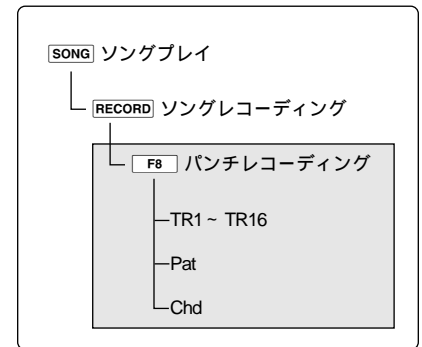 SONG ソングプレイ
RECORD ソングレコーディング
F8 パンチレコーディング
TR1~ TR16
Pat
Chd